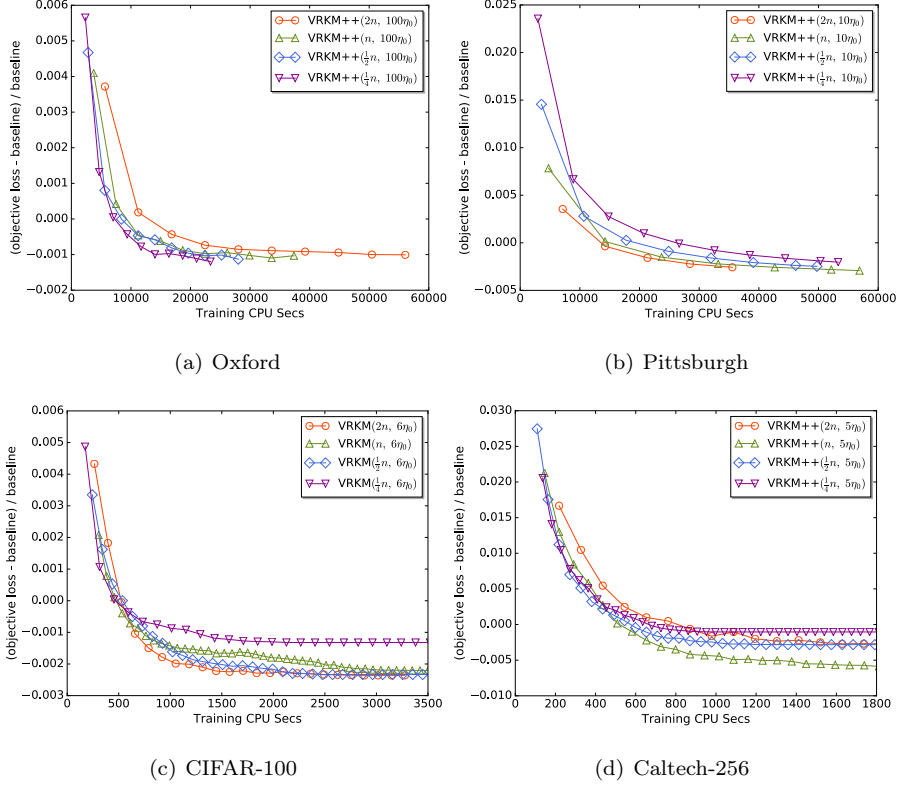 (objective loss - baseline) / baseline
0.006
0.005
0.004
0.003
0.002
0.001
0.000
−0.001
−0.002
0 10000 20000 30000 40000 50000 60000
Training CPU Secs
VRKM++(2n, 100η₀)
VRKM++(n, 100η₀)
VRKM++(½n, 100η₀)
VRKM++(¼n, 100η₀)
(a) Oxford
(objective loss - baseline) / baseline
0.025
0.020
0.015
0.010
0.005
0.000
−0.005
0 10000 20000 30000 40000 50000 60000
Training CPU Secs
VRKM++(2n, 10η₀)
VRKM++(n, 10η₀)
VRKM++(½n, 10η₀)
VRKM++(¼n, 10η₀)
(b) Pittsburgh
(objective loss - baseline) / baseline
0.006
0.005
0.004
0.003
0.002
0.001
0.000
−0.001
−0.002
−0.003
0 500 1000 1500 2000 2500 3000 3500
Training CPU Secs
VRKM(2n, 6η₀)
VRKM(n, 6η₀)
VRKM(½n, 6η₀)
VRKM(¼n, 6η₀)
(c) CIFAR-100
(objective loss - baseline) / baseline
0.030
0.025
0.020
0.015
0.010
0.005
0.000
−0.005
−0.010
0 200 400 600 800 1000 1200 1400 1600 1800
Training CPU Secs
VRKM++(2n, 5η₀)
VRKM++(n, 5η₀)
VRKM++(½n, 5η₀)
VRKM++(¼n, 5η₀)
(d) Caltech-256